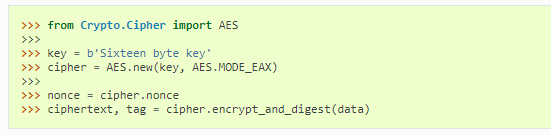 >>> from Crypto.Cipher import AES
>>>
>>> key = b'Sixteen byte key'
>>> cipher = AES.new(key, AES.MODE_EAX)
>>>
>>> nonce = cipher.nonce
>>> ciphertext, tag = cipher.encrypt_and_digest(data)